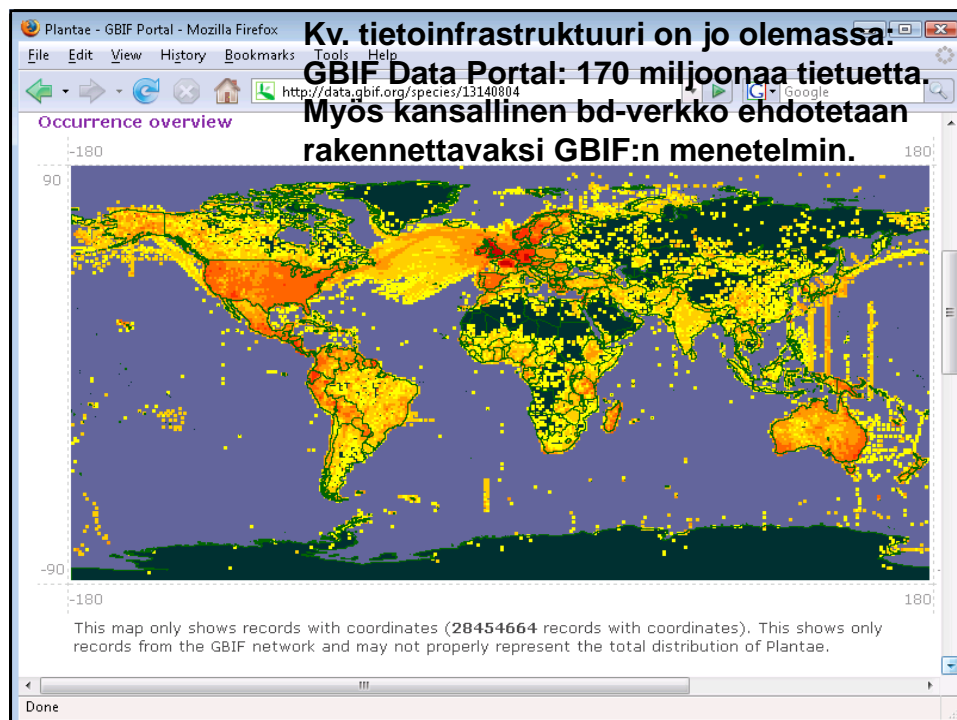 Plantae - GBIF Portal - Mozilla Firefox
Kv. tietoinfrastruktuuri on jo olemassa:
GBIF Data Portal: 170 miljoonaa tietuetta.
Myös kansallinen bd-verkko ehdotetaan
rakennettavaksi GBIF:n menetelmin.
File Edit View History Bookmarks Tools Help
http://data.gbif.org/species/13140804
Google
Occurrence overview
-180 180
90
-90
-180 180
This map only shows records with coordinates (28454664 records with coordinates). This shows only
records from the GBIF network and may not properly represent the total distribution of Plantae.
Done